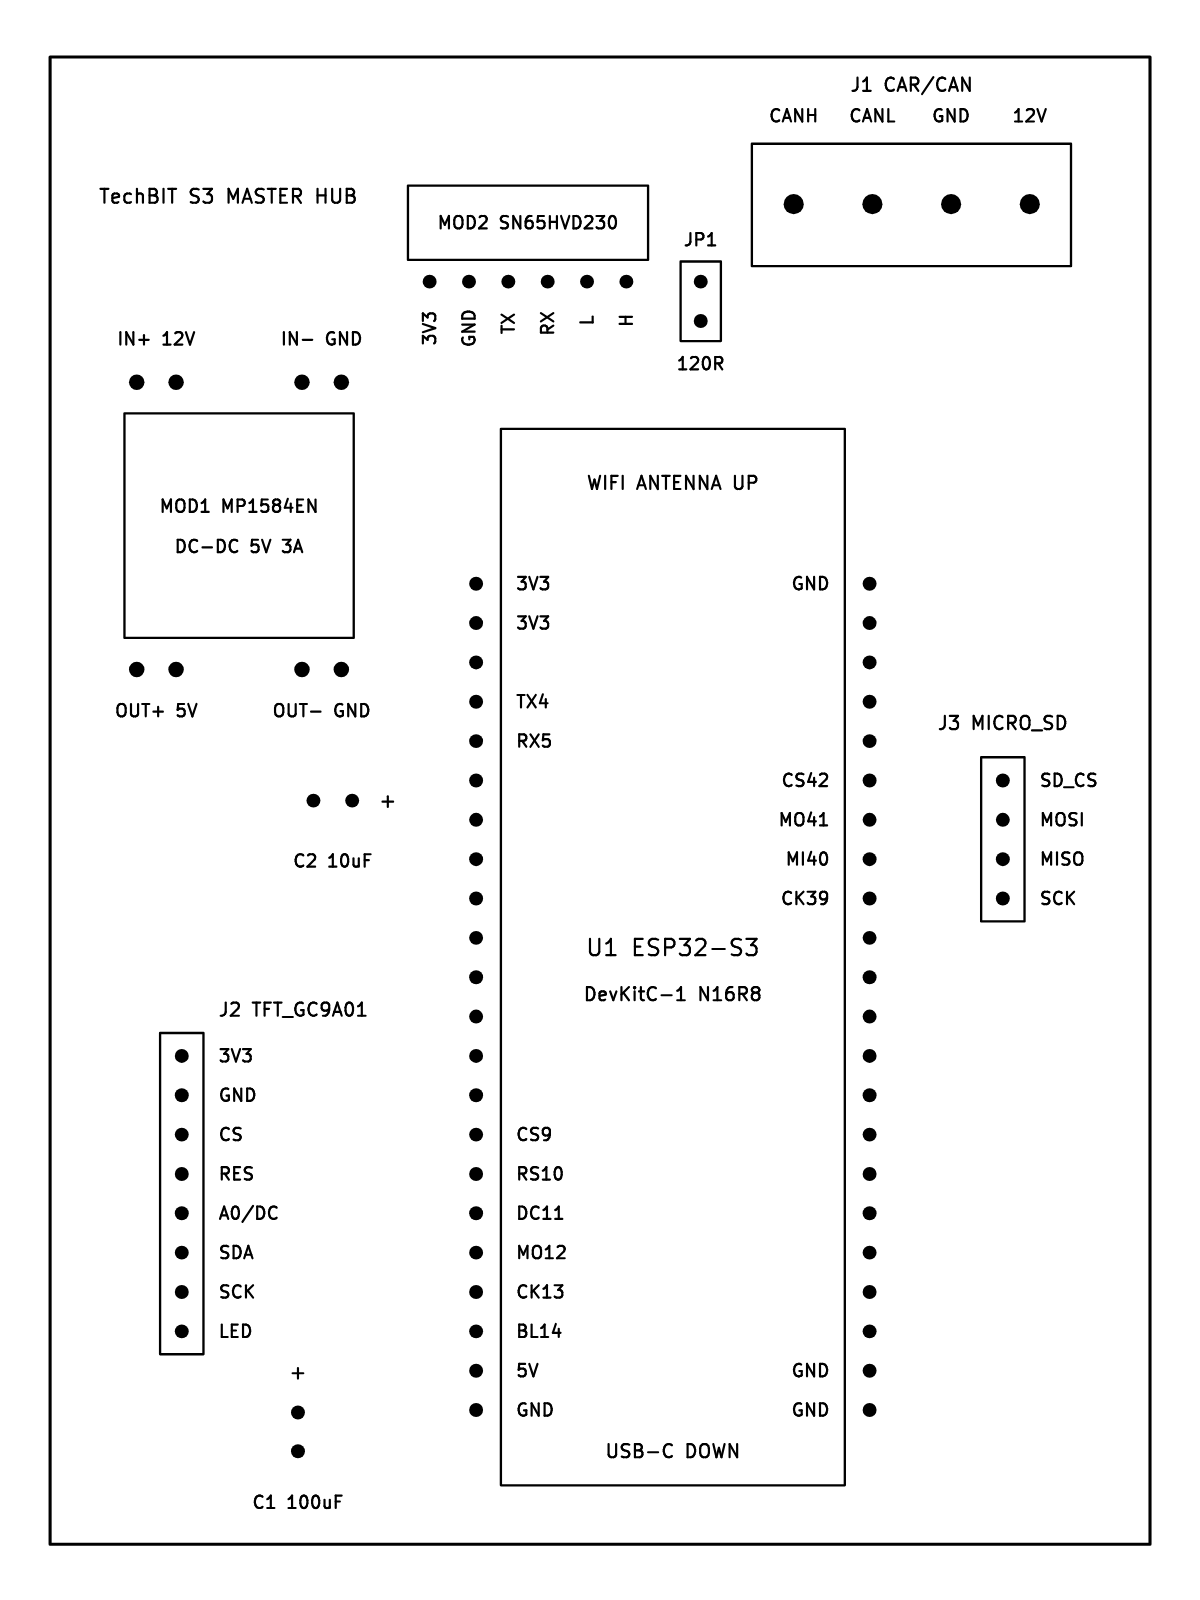 J1 CAR/CAN
CANH CANL GND 12V
TechBIT S3 MASTER HUB
MOD2 SN65HVD230
JP1
3V3
GND
TX
RX
L
H
120R
IN+ 12V
IN- GND
MOD1 MP1584EN
DC-DC 5V 3A
OUT+ 5V
OUT- GND
+
C2 10uF
WIFI ANTENNA UP
3V3 GND
3V3
TX4
RX5
CS42
MO41
MI40
CK39
U1 ESP32-S3
DevKitC-1 N16R8
CS9
RS10
DC11
MO12
CK13
BL14
5V GND
GND GND
USB-C DOWN
J3 MICRO_SD
SD_CS
MOSI
MISO
SCK
J2 TFT_GC9A01
3V3
GND
CS
RES
A0/DC
SDA
SCK
LED
+
C1 100uF